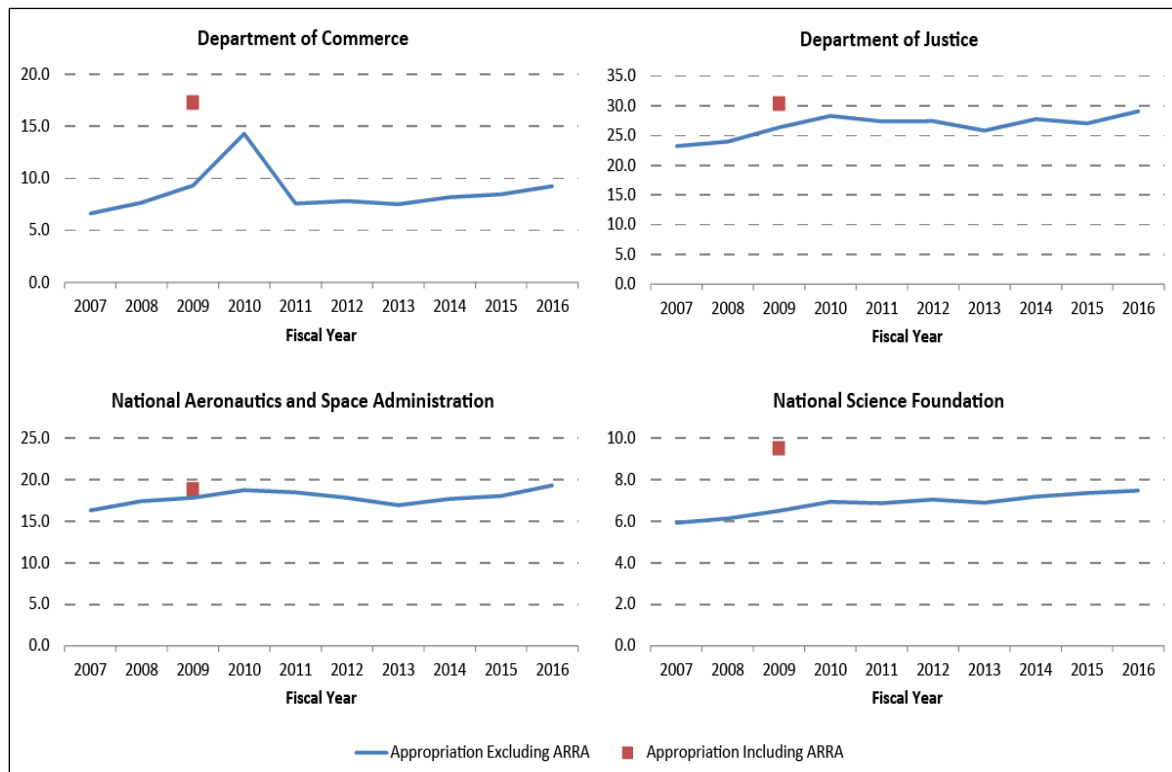 Department of Commerce
20.0
15.0
10.0
5.0
0.0
2007 2008 2009 2010 2011 2012 2013 2014 2015 2016
Fiscal Year
Department of Justice
35.0
30.0
25.0
20.0
15.0
10.0
5.0
0.0
2007 2008 2009 2010 2011 2012 2013 2014 2015 2016
Fiscal Year
National Aeronautics and Space Administration
25.0
20.0
15.0
10.0
5.0
0.0
2007 2008 2009 2010 2011 2012 2013 2014 2015 2016
Fiscal Year
National Science Foundation
10.0
8.0
6.0
4.0
2.0
0.0
2007 2008 2009 2010 2011 2012 2013 2014 2015 2016
Fiscal Year
Appropriation Excluding ARRA Appropriation Including ARRA